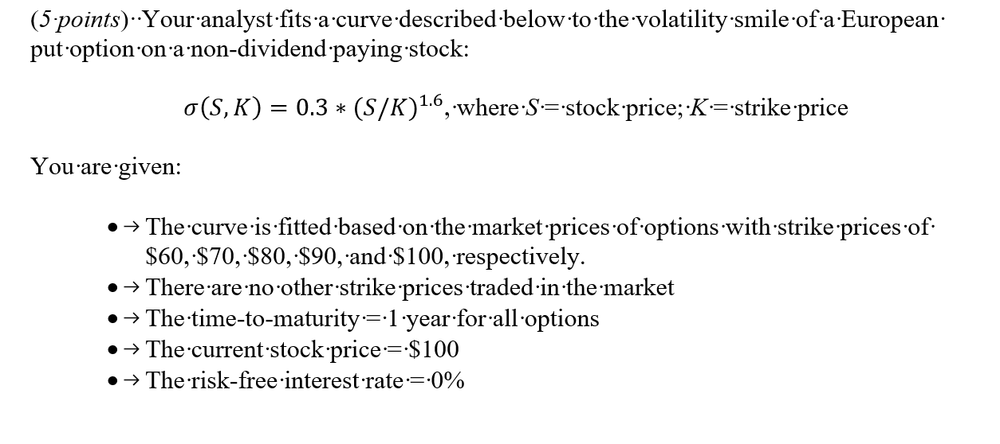 (5 points)  Your analyst fits a curve described below to the volatility smile of a European
put option on a non-dividend paying stock:
σ(S, K) = 0.3 * (S/K)^1.6, where S = stock price; K = strike price
You are given:
● → The curve is fitted based on the market prices of options with strike prices of
$60, $70, $80, $90, and $100, respectively.
● → There are no other strike prices traded in the market
● → The time-to-maturity = 1 year for all options
● → The current stock price = $100
● → The risk-free interest rate = 0%